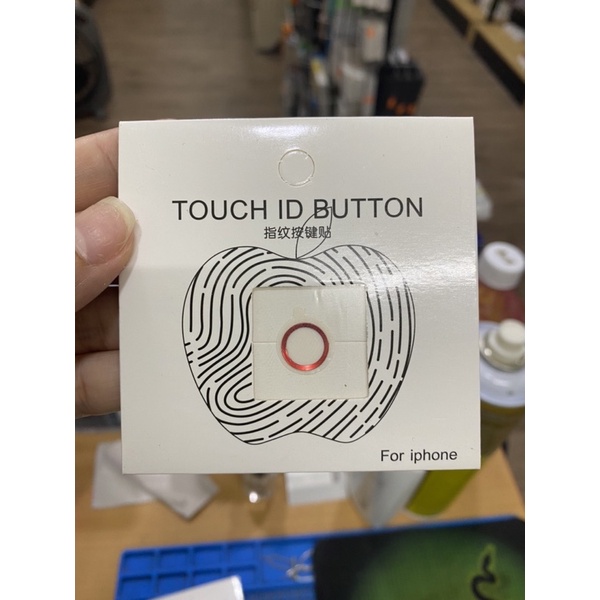 TOUCH ID BUTTON
指纹按键贴
For iphone